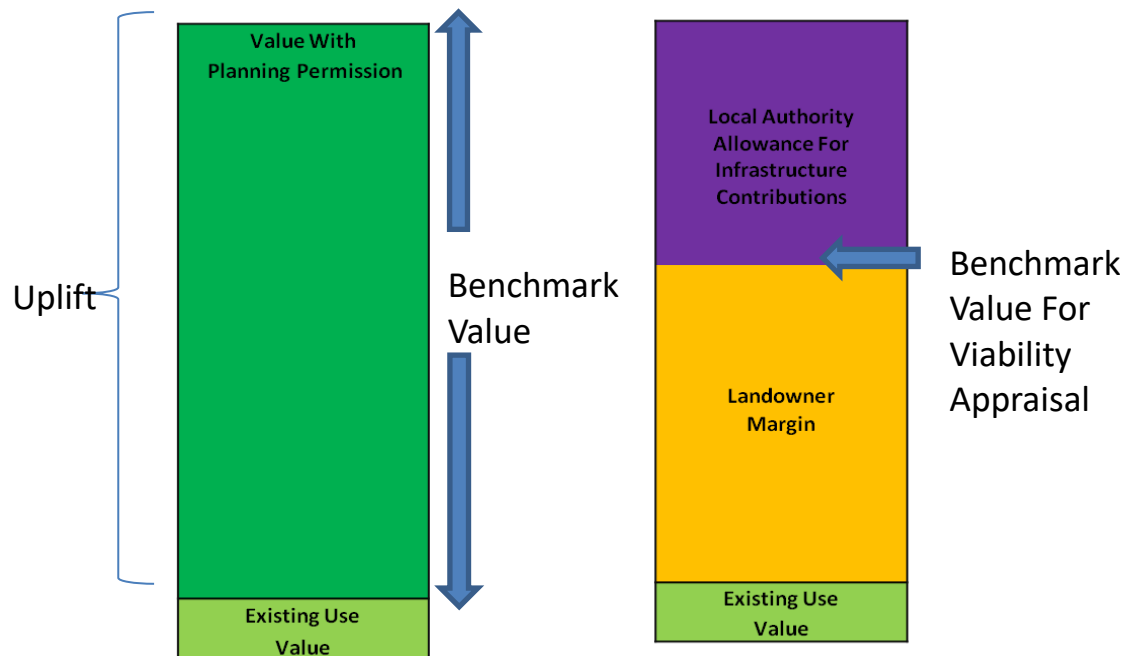 Value With
Planning Permission
Uplift
Benchmark
Value
Existing Use
Value
Local Authority
Allowance For
Infrastructure
Contributions
Landowner
Margin
Existing Use
Value
Benchmark
Value For
Viability
Appraisal